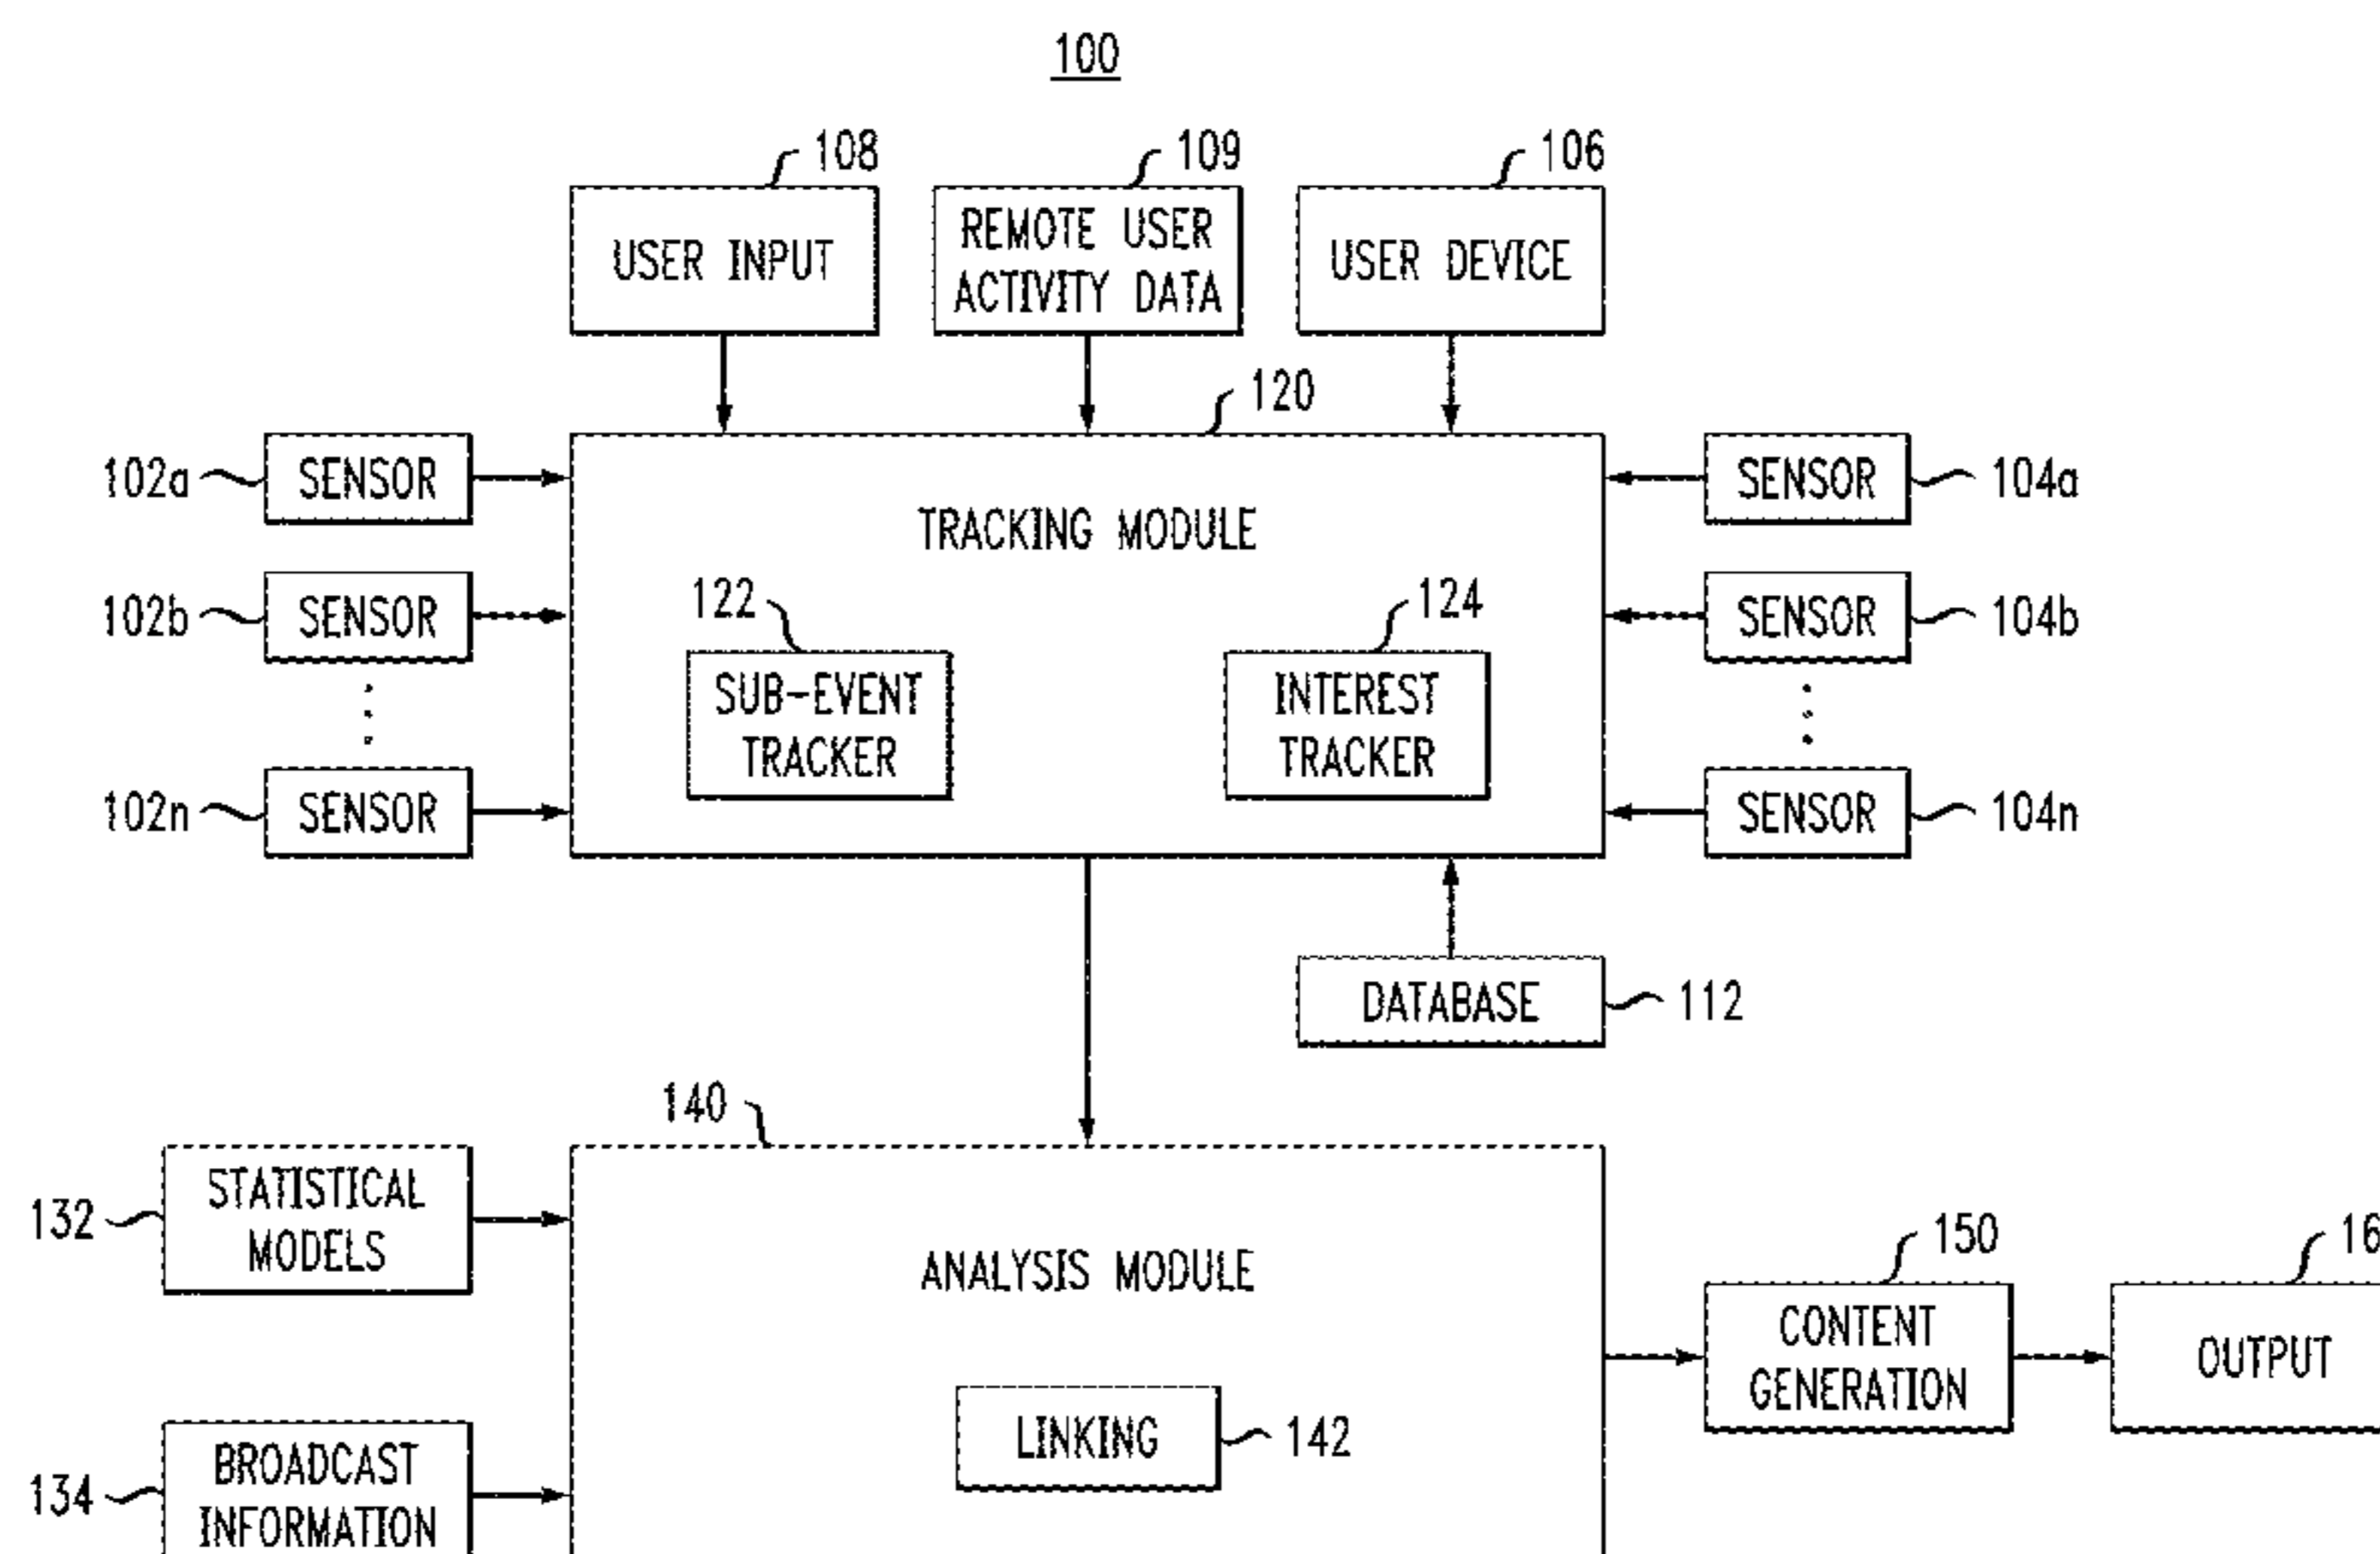 100
108
109
106
USER INPUT
REMOTE USER
ACTIVITY DATA
USER DEVICE
120
102a
SENSOR
SENSOR
104a
TRACKING MODULE
102b
SENSOR
122
124
SENSOR
104b
SUB-EVENT
TRACKER
INTEREST
TRACKER
102n
SENSOR
SENSOR
104n
DATABASE
112
140
132
STATISTICAL
MODELS
ANALYSIS MODULE
150
16
CONTENT
GENERATION
OUTPUT
LINKING
142
134
BROADCAST
INFORMATION